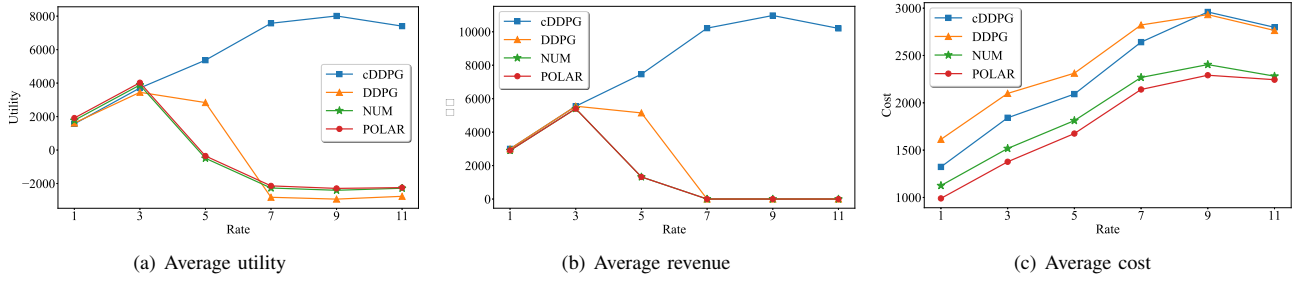 8000
6000
4000
2000
0
−2000
Utility
cDDPG
DDPG
NUM
POLAR
1 3 5 7 9 11
Rate
(a) Average utility
10000
8000
6000
4000
2000
0
□□
cDDPG
DDPG
NUM
POLAR
1 3 5 7 9 11
Rate
(b) Average revenue
3000
2500
2000
1500
1000
Cost
cDDPG
DDPG
NUM
POLAR
1 3 5 7 9 11
Rate
(c) Average cost